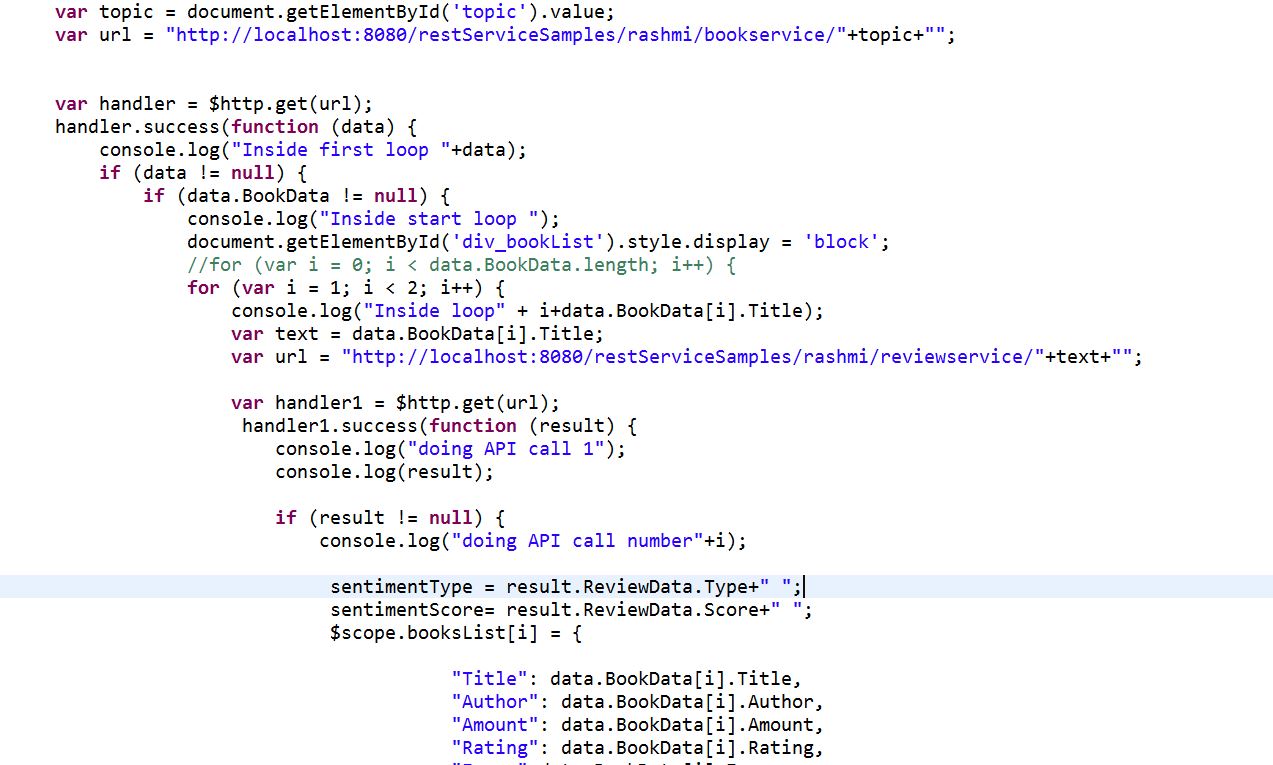 var topic = document.getElementById('topic').value;
var url = "http://localhost:8080/restServiceSamples/rashmi/bookservice/"+topic+"";
var handler = $http.get(url);
handler.success(function (data) {
console.log("Inside first loop "+data);
if (data != null) {
if (data.BookData != null) {
console.log("Inside start loop ");
document.getElementById('div_bookList').style.display = 'block';
//for (var i = 0; i < data.BookData.length; i++) {
for (var i = 1; i < 2; i++) {
console.log("Inside loop" + i+data.BookData[i].Title);
var text = data.BookData[i].Title;
var url = "http://localhost:8080/restServiceSamples/rashmi/reviewservice/"+text+"";
var handler1 = $http.get(url);
handler1.success(function (result) {
console.log("doing API call 1");
console.log(result);
if (result != null) {
console.log("doing API call number"+i);
sentimentType = result.ReviewData.Type+" ";
sentimentScore= result.ReviewData.Score+" ";
$scope.booksList[i] = {
"Title": data.BookData[i].Title,
"Author": data.BookData[i].Author,
"Amount": data.BookData[i].Amount,
"Rating": data.BookData[i].Rating,